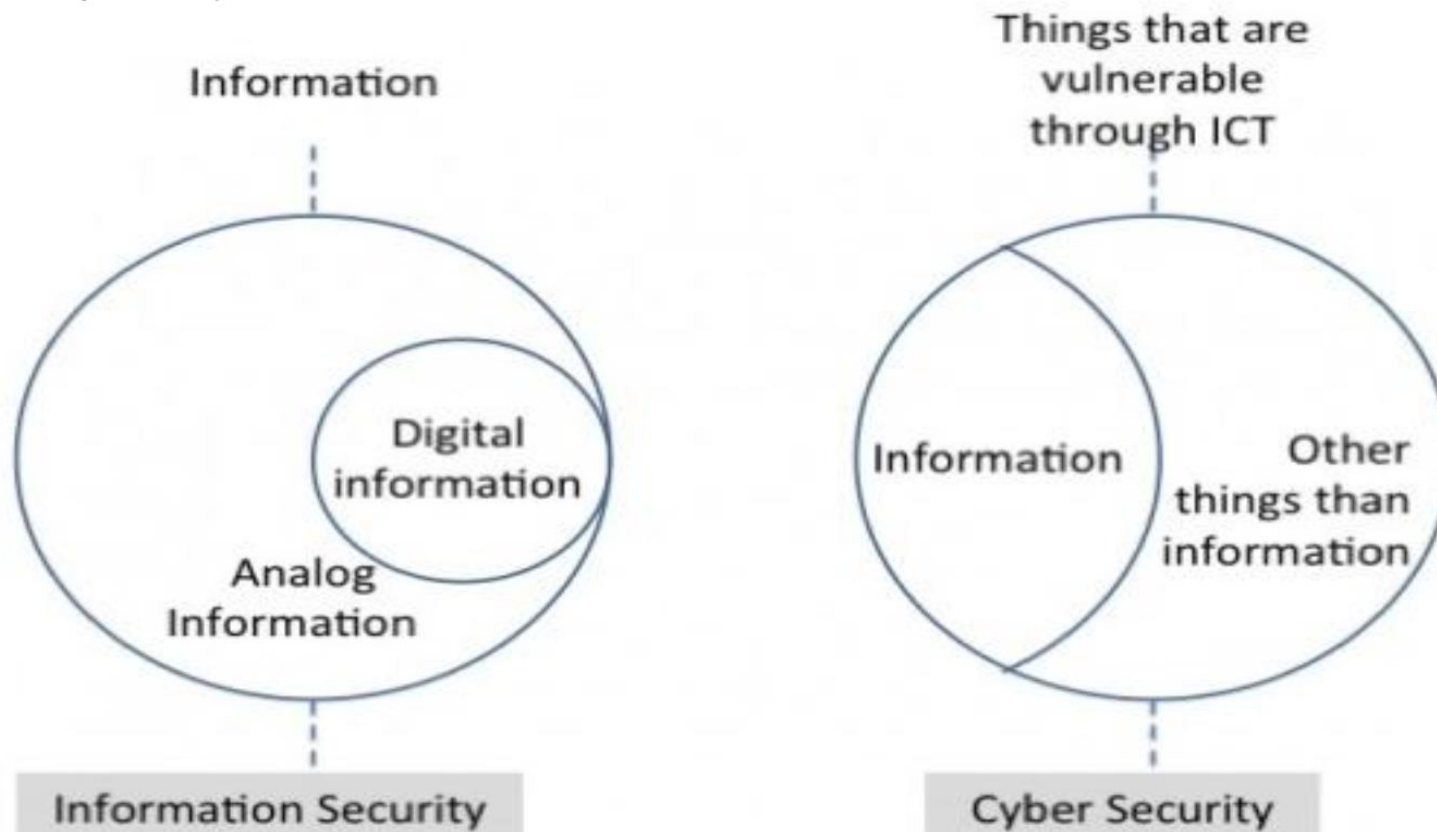 Information
Digital
information
Analog
Information
Information Security
Things that are
vulnerable
through ICT
Information
Other
things than
information
Cyber Security